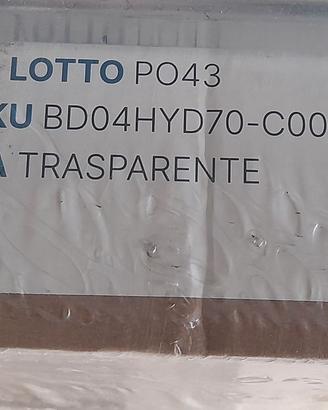 LOTTO PO43
KU BD04HYD70-C00
A TRASPARENTE